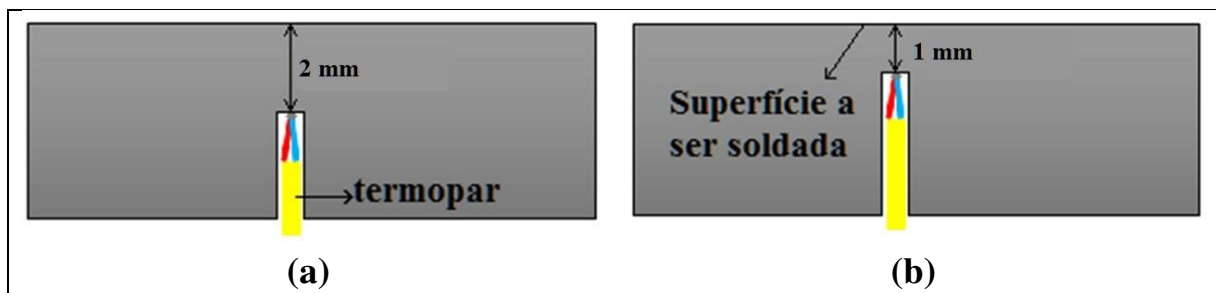 2 mm
termopar
(a)
1 mm
Superfície a
ser soldada
(b)